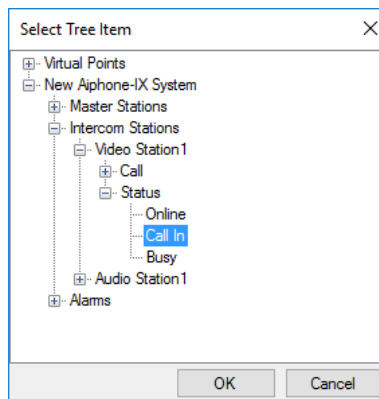 Select Tree Item
Virtual Points
New Aiphone-IX System
Master Stations
Intercom Stations
Video Station1
Call
Status
Online
Call In
Busy
Audio Station1
Alarms
OK Cancel